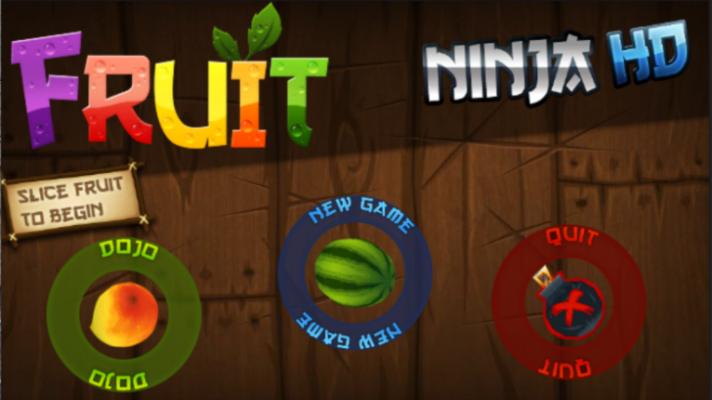 FRUIT
NINJA HD
SLICE FRUIT
TO BEGIN
NEW GAME
NEW GAME
DOJO
DOJO
QUIT
QUIT